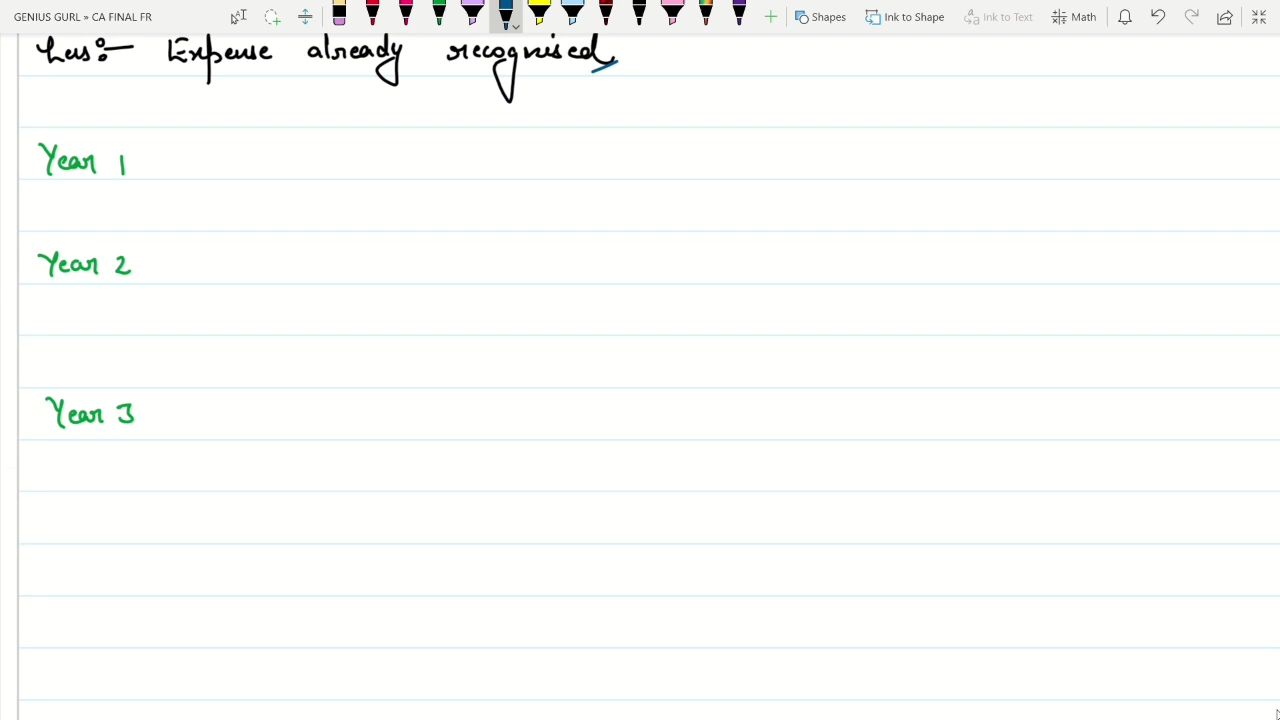 GENIUS GURL » CA FINAL FR
Shapes
Ink to Shape
Ink to Text
Math
Less:- Expense already recognised
Year 1
Year 2
Year 3